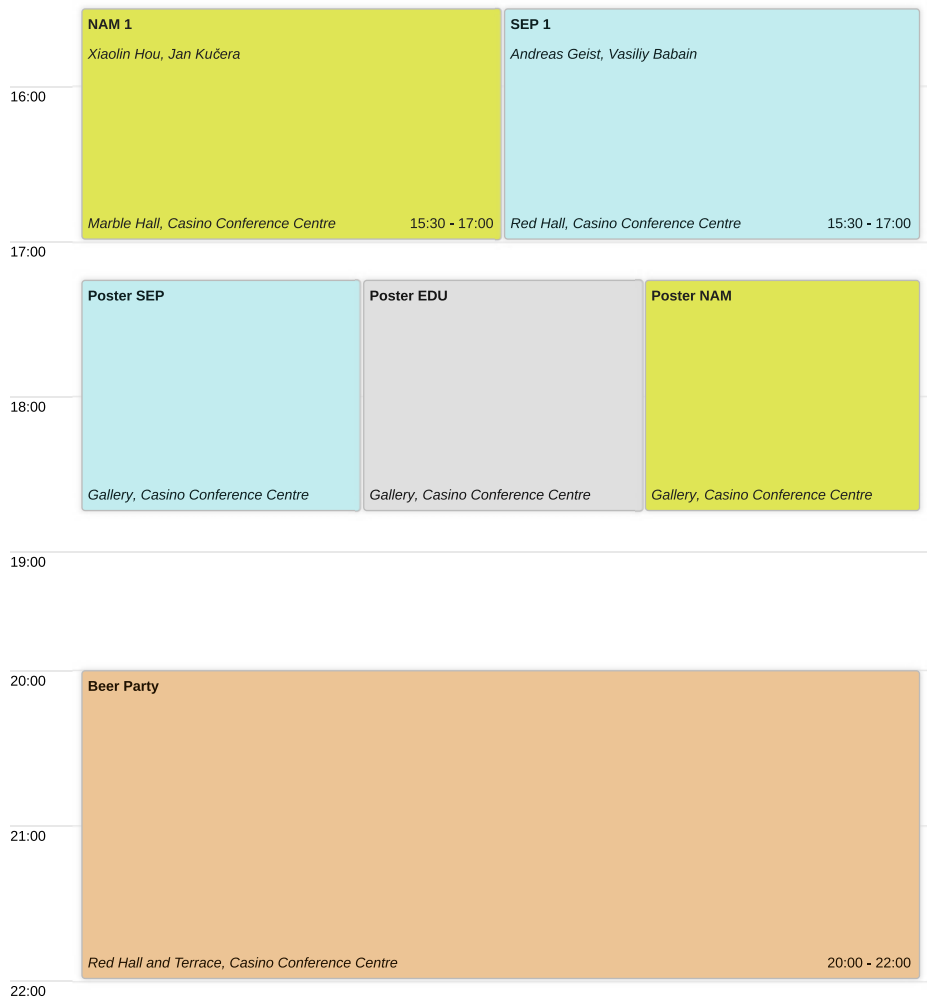 NAM 1
Xiaolin Hou, Jan Kučera
Marble Hall, Casino Conference Centre 15:30 - 17:00
SEP 1
Andreas Geist, Vasiliy Babain
Red Hall, Casino Conference Centre 15:30 - 17:00
16:00
17:00
Poster SEP
Gallery, Casino Conference Centre
Poster EDU
Gallery, Casino Conference Centre
Poster NAM
Gallery, Casino Conference Centre
18:00
19:00
20:00
Beer Party
Red Hall and Terrace, Casino Conference Centre 20:00 - 22:00
21:00
22:00